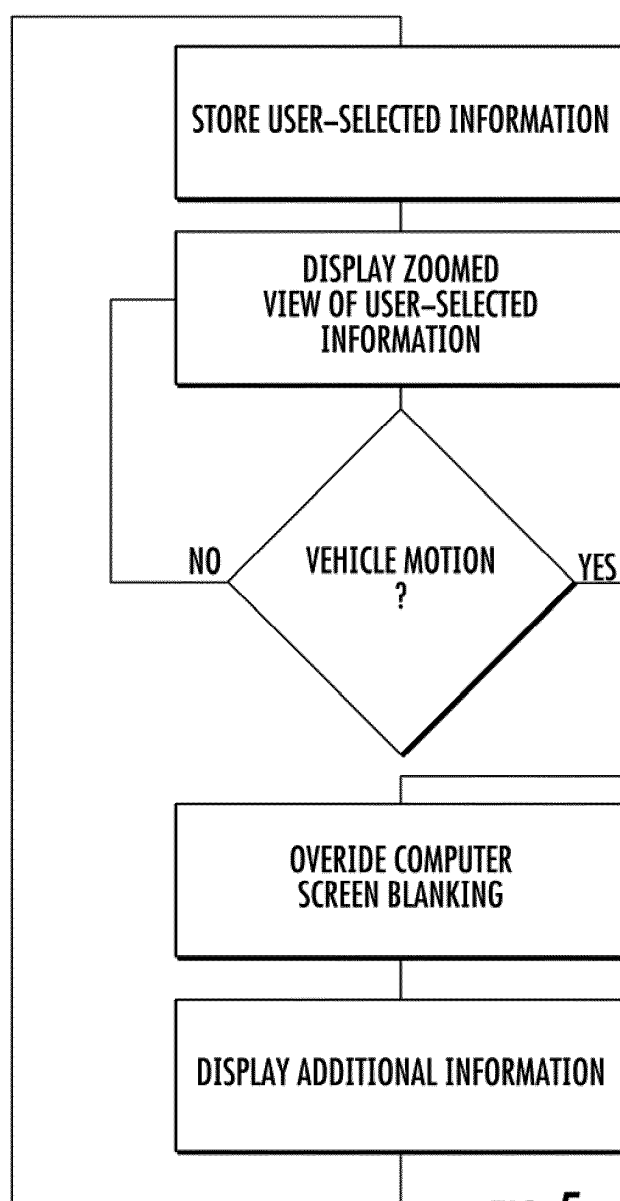 STORE USER–SELECTED INFORMATION
DISPLAY ZOOMED
VIEW OF USER–SELECTED
INFORMATION
NO
VEHICLE MOTION
?
YES
OVERIDE COMPUTER
SCREEN BLANKING
DISPLAY ADDITIONAL INFORMATION